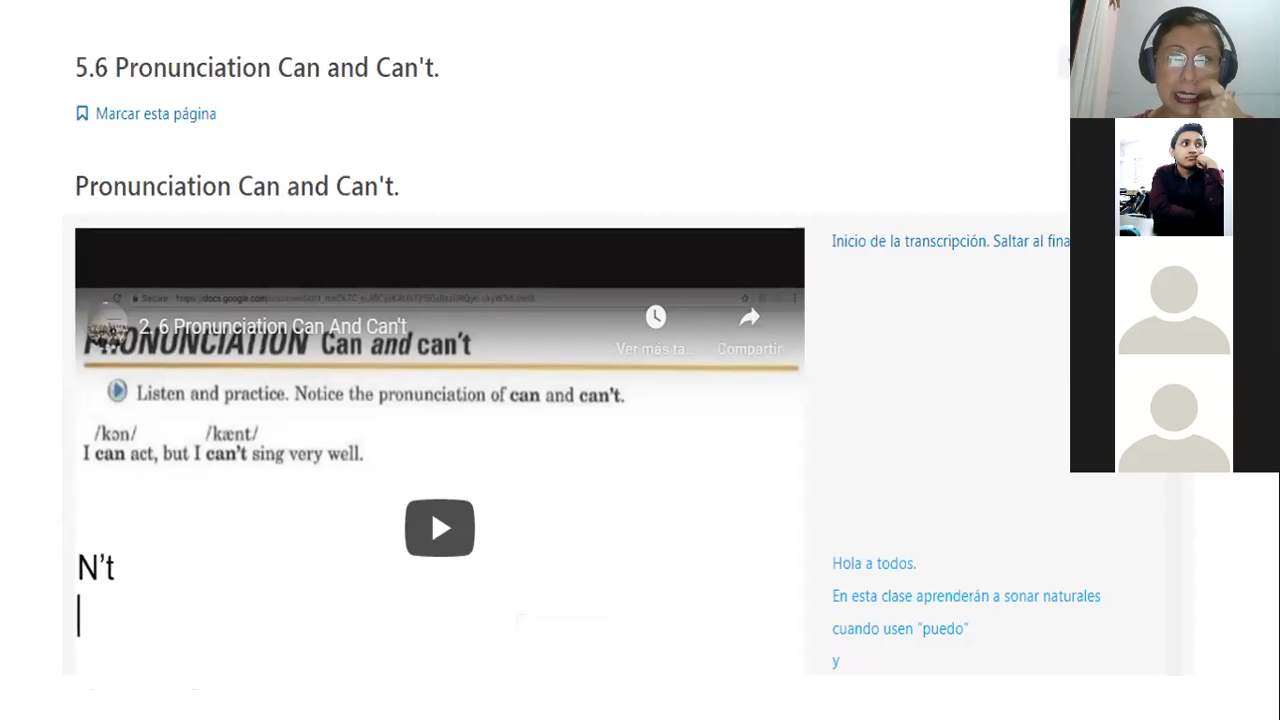 5.6 Pronunciation Can and Can't.
Marcar esta página
Pronunciation Can and Can't.
Inicio de la transcripción. Saltar al fina
2. 6 Pronunciation Can And Can't
PRONUNCIATION Can and can't
Ver más ta...
Compartir
Listen and practice. Notice the pronunciation of can and can't.
/kən/ /kænt/
I can act, but I can't sing very well.
N't
Hola a todos.
En esta clase aprenderán a sonar naturales
cuando usen "puedo"
y